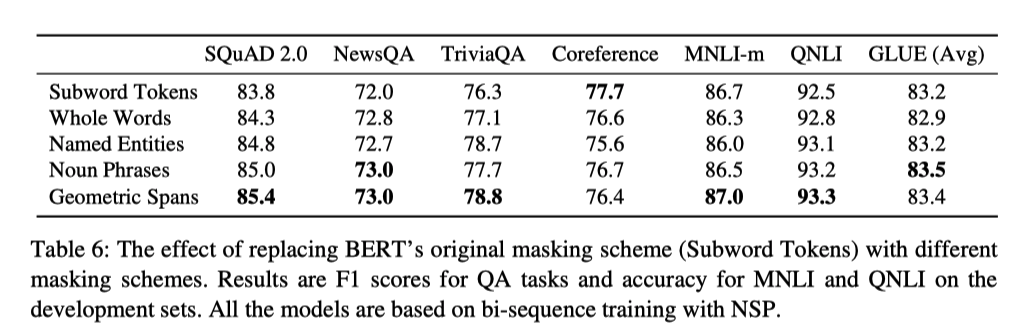 SQuAD 2.0 NewsQA TriviaQA Coreference MNLI-m QNLI GLUE (Avg)
Subword Tokens 83.8 72.0 76.3 77.7 86.7 92.5 83.2
Whole Words 84.3 72.8 77.1 76.6 86.3 92.8 82.9
Named Entities 84.8 72.7 78.7 75.6 86.0 93.1 83.2
Noun Phrases 85.0 73.0 77.7 76.7 86.5 93.2 83.5
Geometric Spans 85.4 73.0 78.8 76.4 87.0 93.3 83.4
Table 6: The effect of replacing BERT's original masking scheme (Subword Tokens) with different
masking schemes. Results are F1 scores for QA tasks and accuracy for MNLI and QNLI on the
development sets. All the models are based on bi-sequence training with NSP.